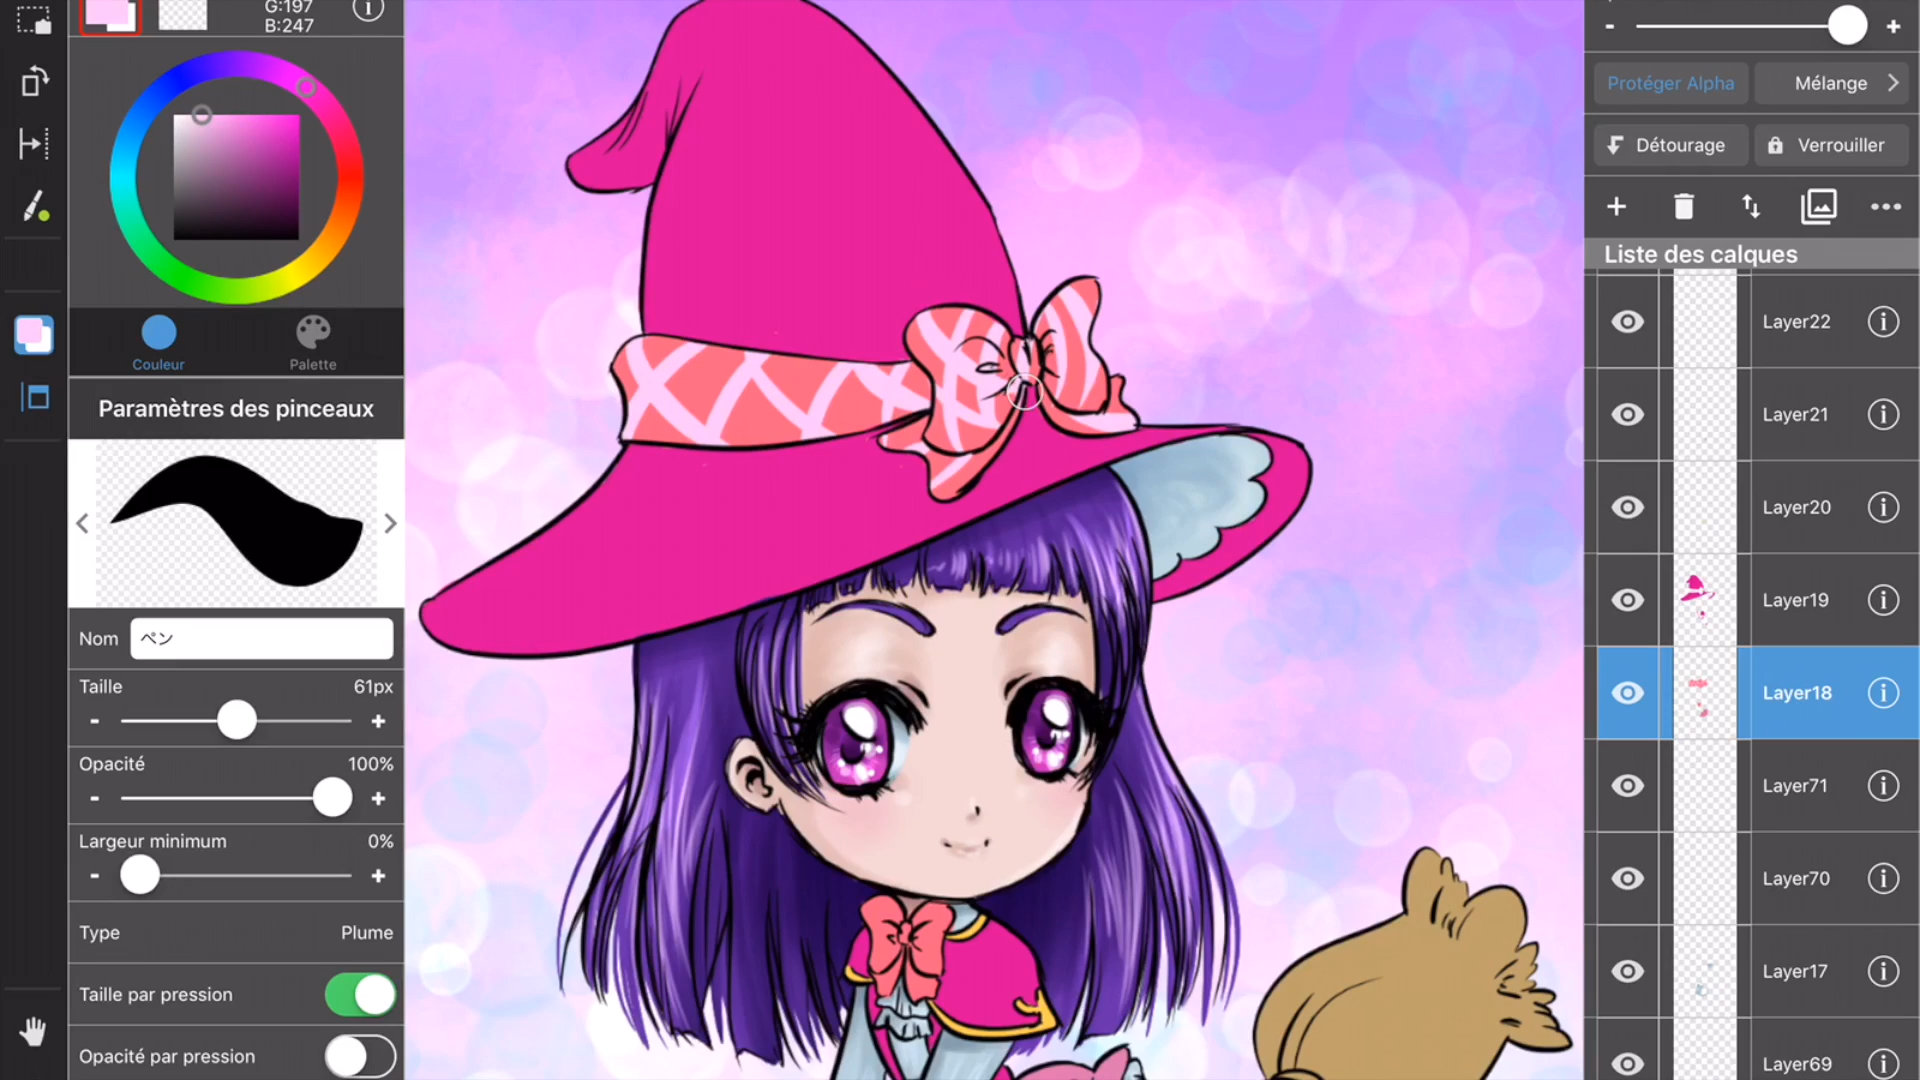 G:197
B:247
Couleur
Palette
Paramètres des pinceaux
Nom
ペン
Taille
61px
-
+
Opacité
100%
-
+
Largeur minimum
0%
-
+
Type
Plume
Taille par pression
Opacité par pression
-
+
Protéger Alpha
Mélange
Détourage
Verrouiller
Liste des calques
Layer22
Layer21
Layer20
Layer19
Layer18
Layer71
Layer70
Layer17
Layer69